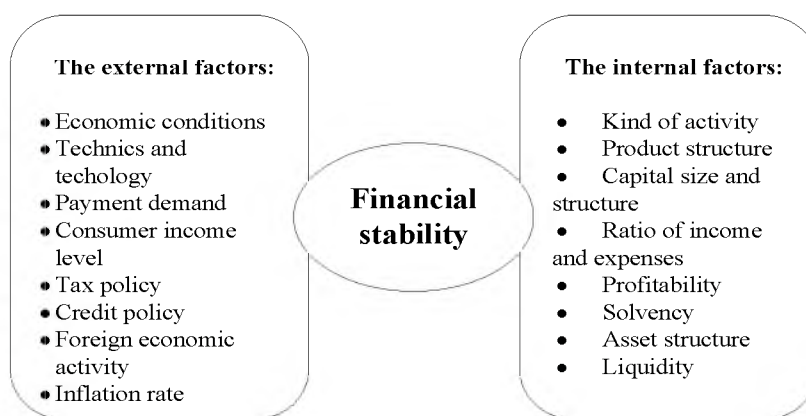 The external factors:
● Economic conditions
● Technics and
techology
● Payment demand
● Consumer income
level
● Tax policy
● Credit policy
● Foreign economic
activity
● Inflation rate
Financial
stability
The internal factors:
● Kind of activity
● Product structure
● Capital size and
structure
● Ratio of income
and expenses
● Profitability
● Solvency
● Asset structure
● Liquidity